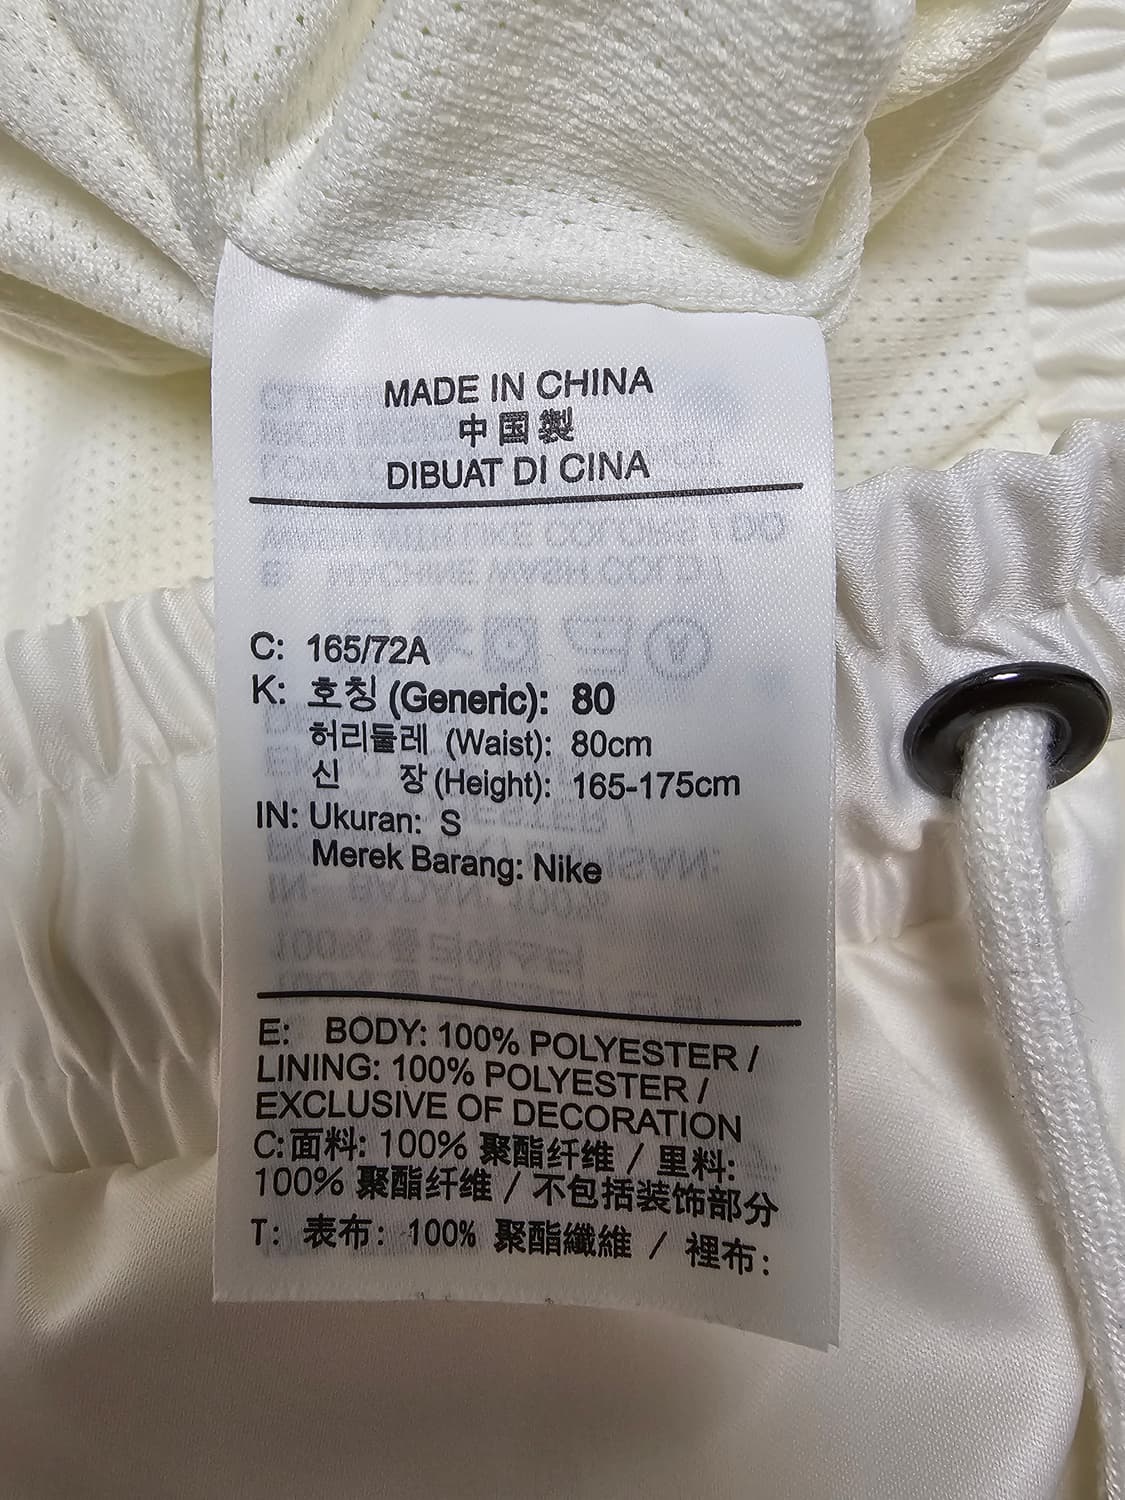 MADE IN CHINA
中国製
DIBUAT DI CINA
C: 165/72A
K: 호칭 (Generic): 80
허리둘레 (Waist): 80cm
신 장 (Height): 165-175cm
IN: Ukuran: S
Merek Barang: Nike
E: BODY: 100% POLYESTER /
LINING: 100% POLYESTER /
EXCLUSIVE OF DECORATION
C: 面料: 100% 聚酯纤维 / 里料:
100% 聚酯纤维 / 不包括装饰部分
T: 表布: 100% 聚酯纖維 / 裡布: